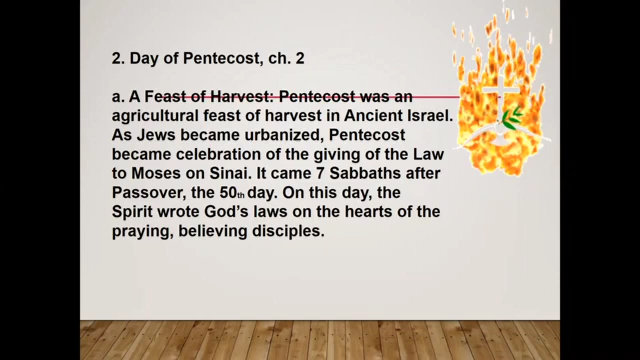 2. Day of Pentecost, ch. 2
a. A Feast of Harvest: Pentecost was an
agricultural feast of harvest in Ancient Israel.
As Jews became urbanized, Pentecost
became celebration of the giving of the Law
to Moses on Sinai. It came 7 Sabbaths after
Passover, the 50th day. On this day, the
Spirit wrote God's laws on the hearts of the
praying, believing disciples.